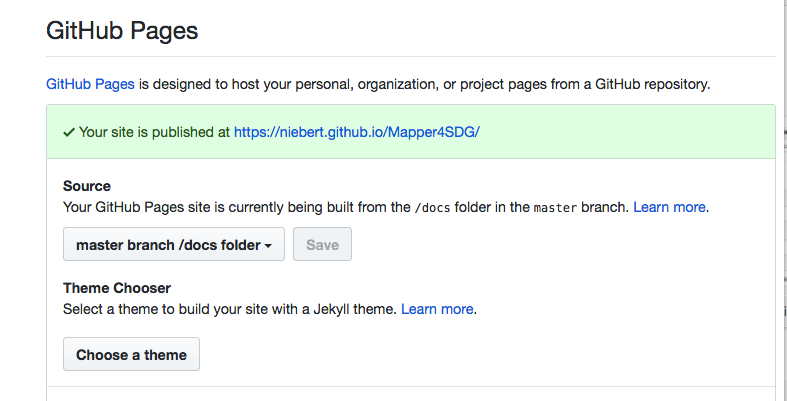 GitHub Pages
GitHub Pages is designed to host your personal, organization, or project pages from a GitHub repository.
✓ Your site is published at https://niebert.github.io/Mapper4SDG/
Source
Your GitHub Pages site is currently being built from the /docs folder in the master branch. Learn more.
master branch /docs folder
Save
Theme Chooser
Select a theme to build your site with a Jekyll theme. Learn more.
Choose a theme